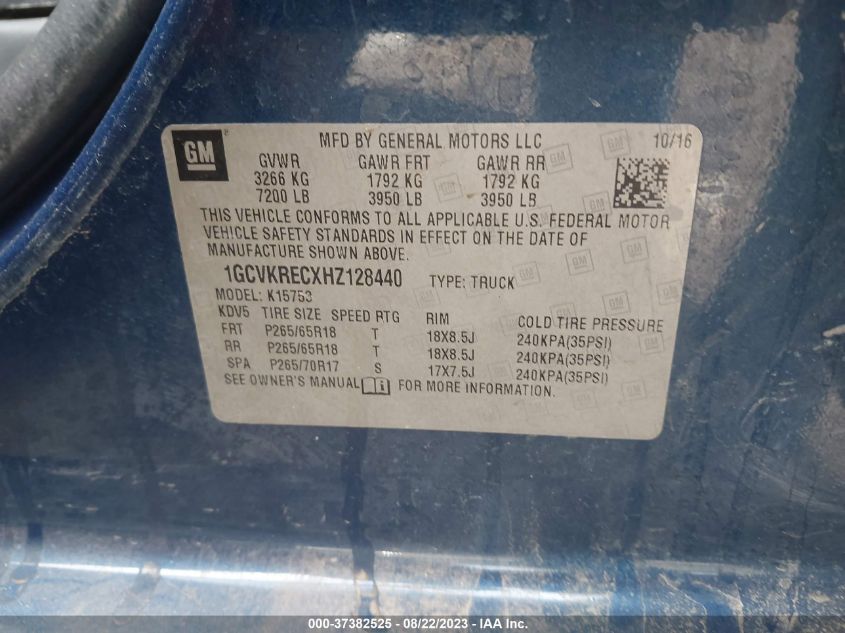 GM
MFD BY GENERAL MOTORS LLC 10/16
GVWR GAWR FRT GAWR RR
3266 KG 1792 KG 1792 KG
7200 LB 3950 LB 3950 LB
THIS VEHICLE CONFORMS TO ALL APPLICABLE U.S. FEDERAL MOTOR
VEHICLE SAFETY STANDARDS IN EFFECT ON THE DATE OF
MANUFACTURE SHOWN ABOVE.
1GCVKRECXHZ128440 TYPE: TRUCK
MODEL: K15753
KDV5 TIRE SIZE SPEED RTG RIM COLD TIRE PRESSURE
FRT P265/65R18 T 18X8.5J 240KPA(35PSI)
RR P265/65R18 T 18X8.5J 240KPA(35PSI)
SPA P265/70R17 S 17X7.5J 240KPA(35PSI)
SEE OWNER'S MANUAL FOR MORE INFORMATION.
000-37382525 - 08/22/2023 - IAA Inc.